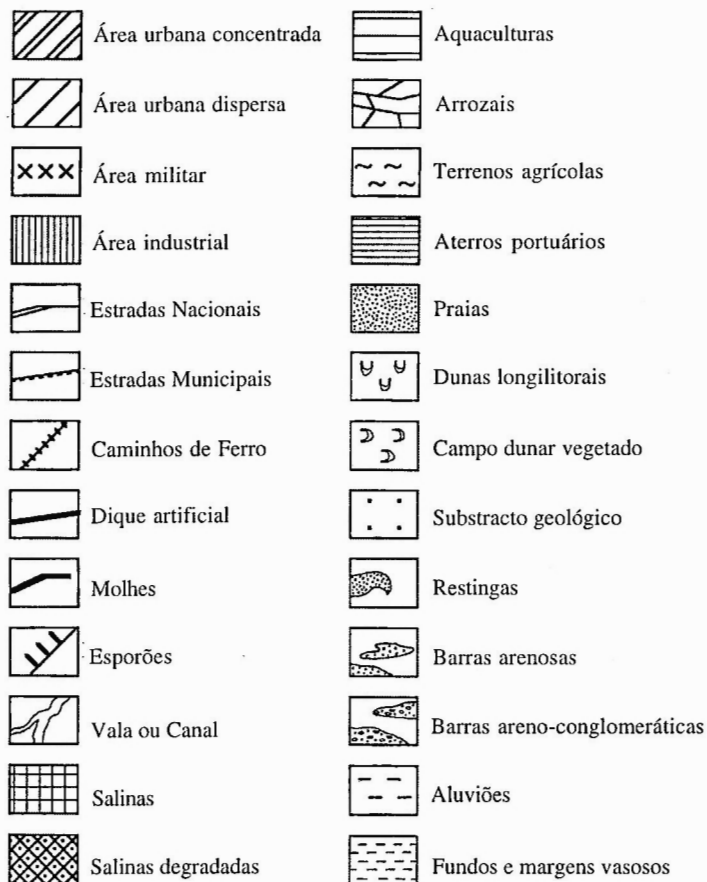 Área urbana concentrada
Área urbana dispersa
Área militar
Área industrial
Estradas Nacionais
Estradas Municipais
Caminhos de Ferro
Dique artificial
Molhes
Esporões
Vala ou Canal
Salinas
Salinas degradadas
Aquaculturas
Arrozais
Terrenos agrícolas
Aterros portuários
Praias
Dunas longilitorais
Campo dunar vegetado
Substracto geológico
Restingas
Barras arenosas
Barras areno-conglomeráticas
Aluviões
Fundos e margens vasosos